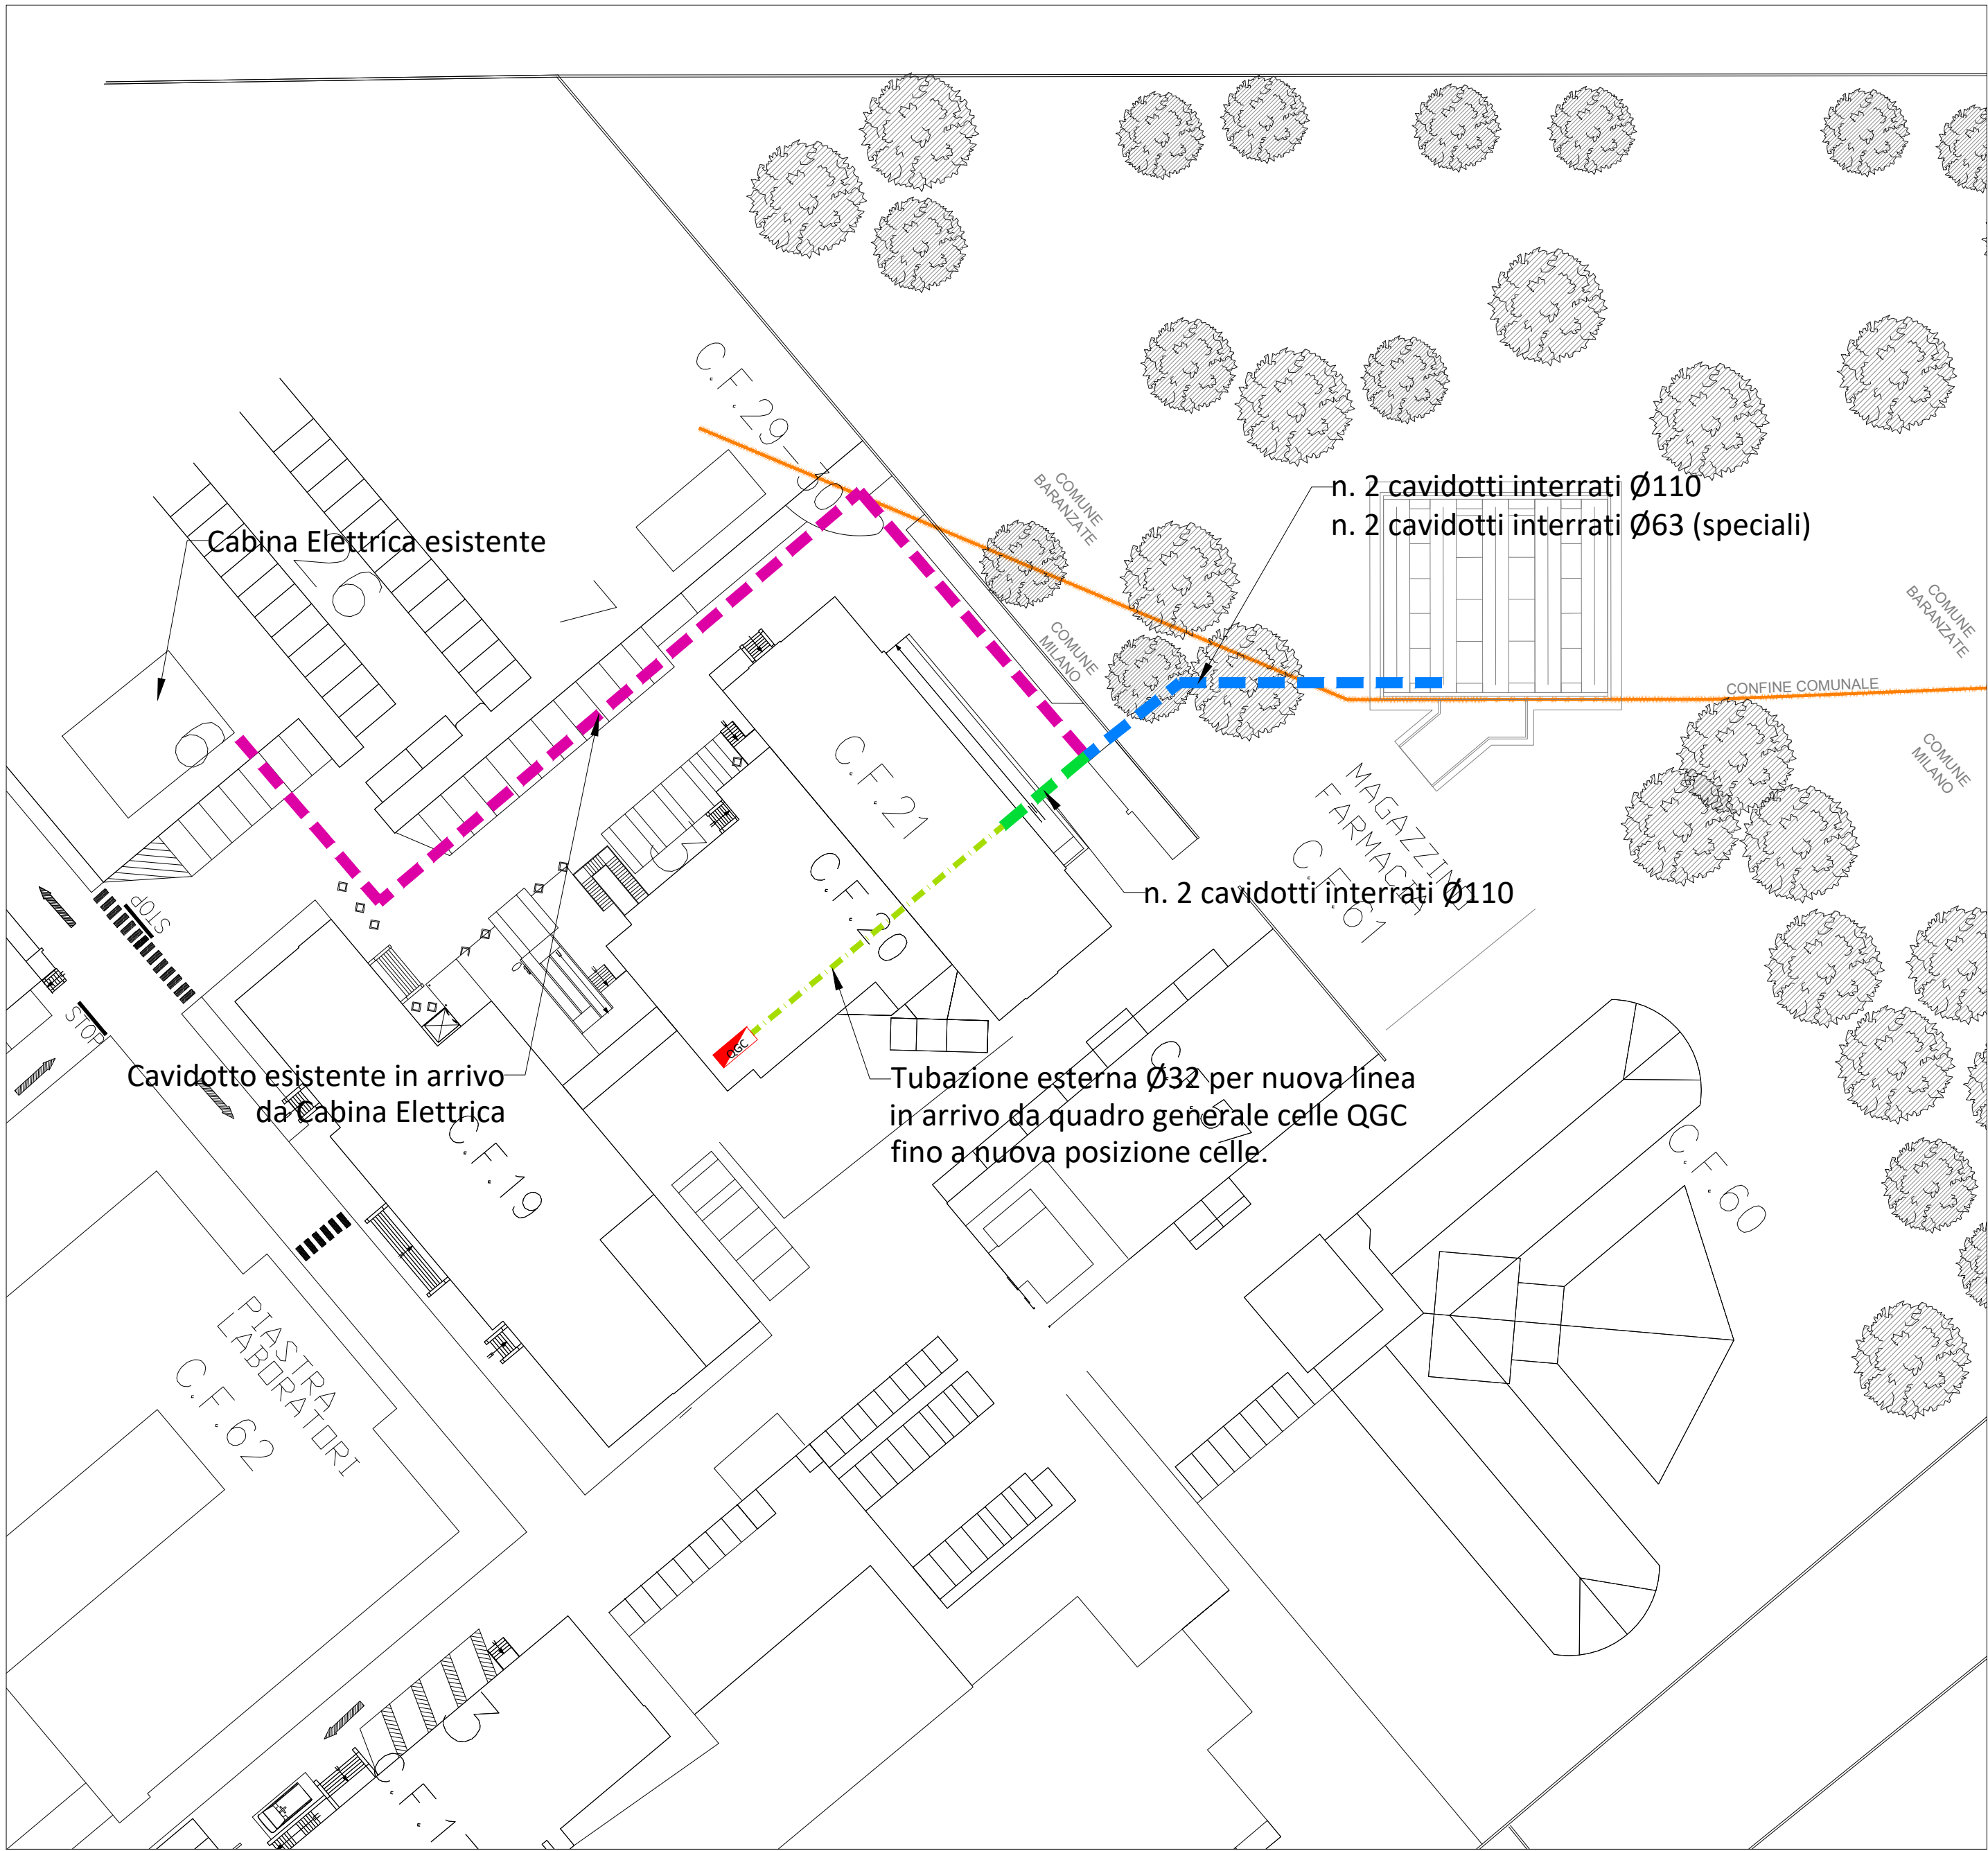 C.F.29-30
COMUNE
BARANZATE
n. 2 cavidotti interrati Ø110
n. 2 cavidotti interrati Ø63 (speciali)
Cabina Elettrica esistente
26
COMUNE
BARANZATE
COMUNE
MILANO
CONFINE COMUNALE
COMUNE
MILANO
C.F.21
MAGAZZINO
FARMACIA
C.F.61
C.F.20
n. 2 cavidotti interrati Ø110
STOP
STOP
QGC
Cavidotto esistente in arrivo
da Cabina Elettrica
Tubazione esterna Ø32 per nuova linea
in arrivo da quadro generale celle QGC
fino a nuova posizione celle.
C.F.19
C.F.60
PIASTRA
LABORATORI
C.F.62
C.F.1
3